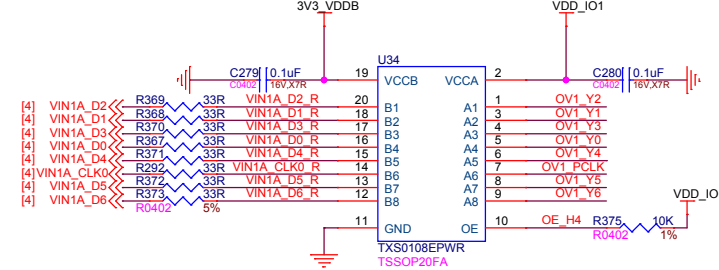 3V3_VDDB VDD_IO1
U34
C279 0.1uF 19 VCCB VCCA 2 C280 0.1uF
C0402 16V,X7R C0402 16V,X7R
[4] VIN1A_D2 R369 33R VIN1A_D2_R 20 B1 A1 1 OV1_Y2
[4] VIN1A_D1 R368 33R VIN1A_D1_R 18 B2 A2 3 OV1_Y1
[4] VIN1A_D3 R370 33R VIN1A_D3_R 17 B3 A3 4 OV1_Y3
[4] VIN1A_D0 R367 33R VIN1A_D0_R 16 B4 A4 5 OV1_Y0
[4] VIN1A_D4 R371 33R VIN1A_D4_R 15 B5 A5 6 OV1_Y4
[4] VIN1A_CLK0 R292 33R VIN1A_CLK0_R 14 B6 A6 7 OV1_PCLK
[4] VIN1A_D5 R372 33R VIN1A_D5_R 13 B7 A7 8 OV1_Y5
[4] VIN1A_D6 R373 33R VIN1A_D6_R 12 B8 A8 9 OV1_Y6
R0402 5%
VDD_IO
11 GND OE 10 OE_H4 R375 10K
R0402 1%
TXS0108EPWR
TSSOP20FA